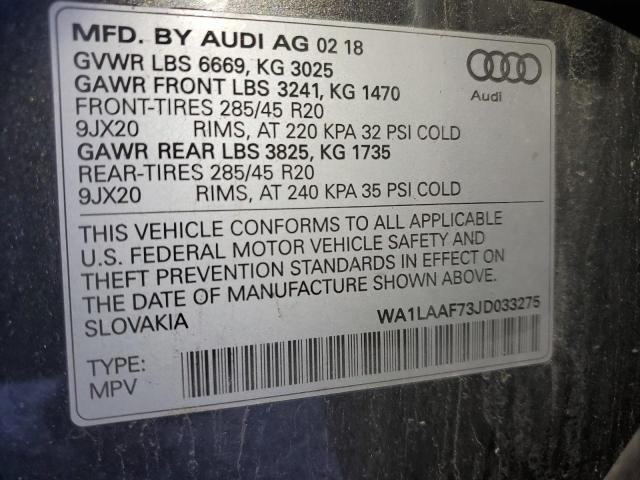 MFD. BY AUDI AG 02 18
GVWR LBS 6669, KG 3025
GAWR FRONT LBS 3241, KG 1470
FRONT-TIRES 285/45 R20
9JX20 RIMS, AT 220 KPA 32 PSI COLD
GAWR REAR LBS 3825, KG 1735
REAR-TIRES 285/45 R20
9JX20 RIMS, AT 240 KPA 35 PSI COLD
Audi
THIS VEHICLE CONFORMS TO ALL APPLICABLE
U.S. FEDERAL MOTOR VEHICLE SAFETY AND
THEFT PREVENTION STANDARDS IN EFFECT ON
THE DATE OF MANUFACTURE SHOWN ABOVE.
SLOVAKIA WA1LAAF73JD033275
TYPE:
MPV